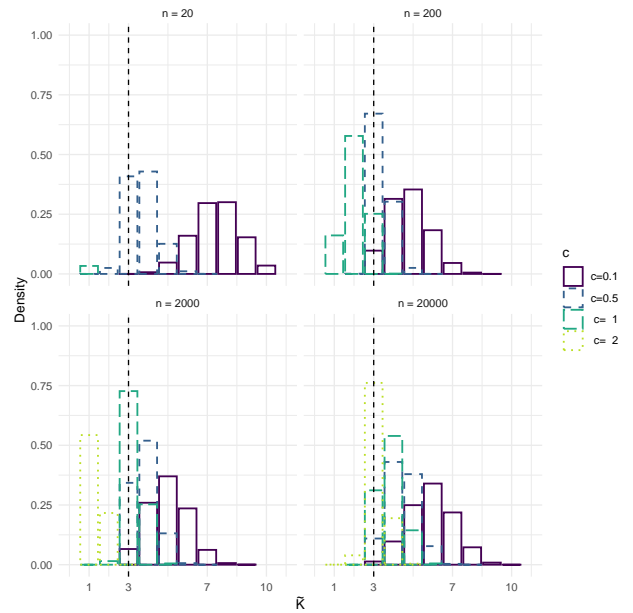 n = 20
n = 200
1.00
0.75
0.50
0.25
0.00
n = 2000
n = 20000
1.00
0.75
0.50
0.25
0.00
1 3 7 10
1 3 7 10
K̃
Density
c
c=0.1
c=0.5
c= 1
c= 2